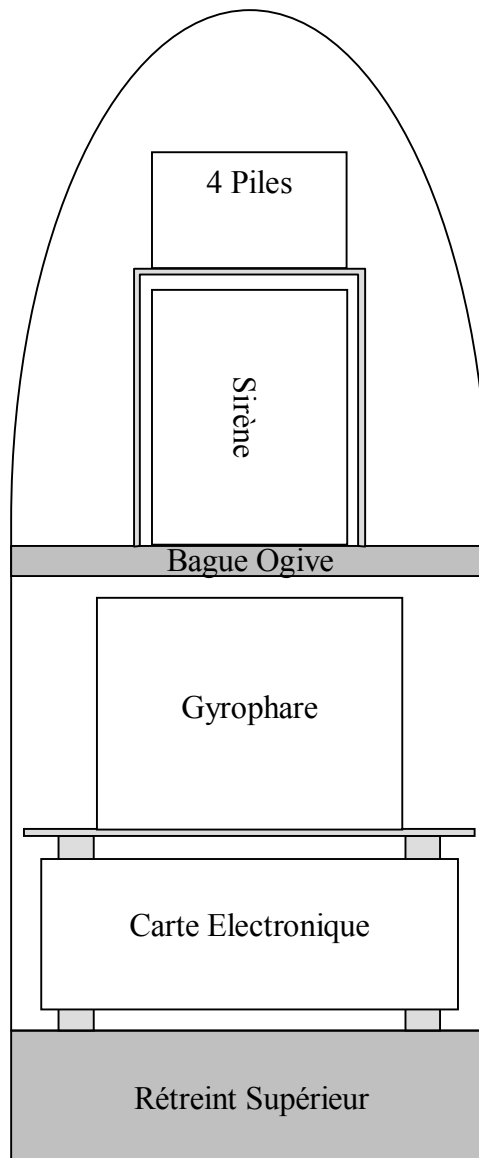 4 Piles
Sirène
Bague Ogive
Gyrophare
Carte Electronique
Rétreint Supérieur